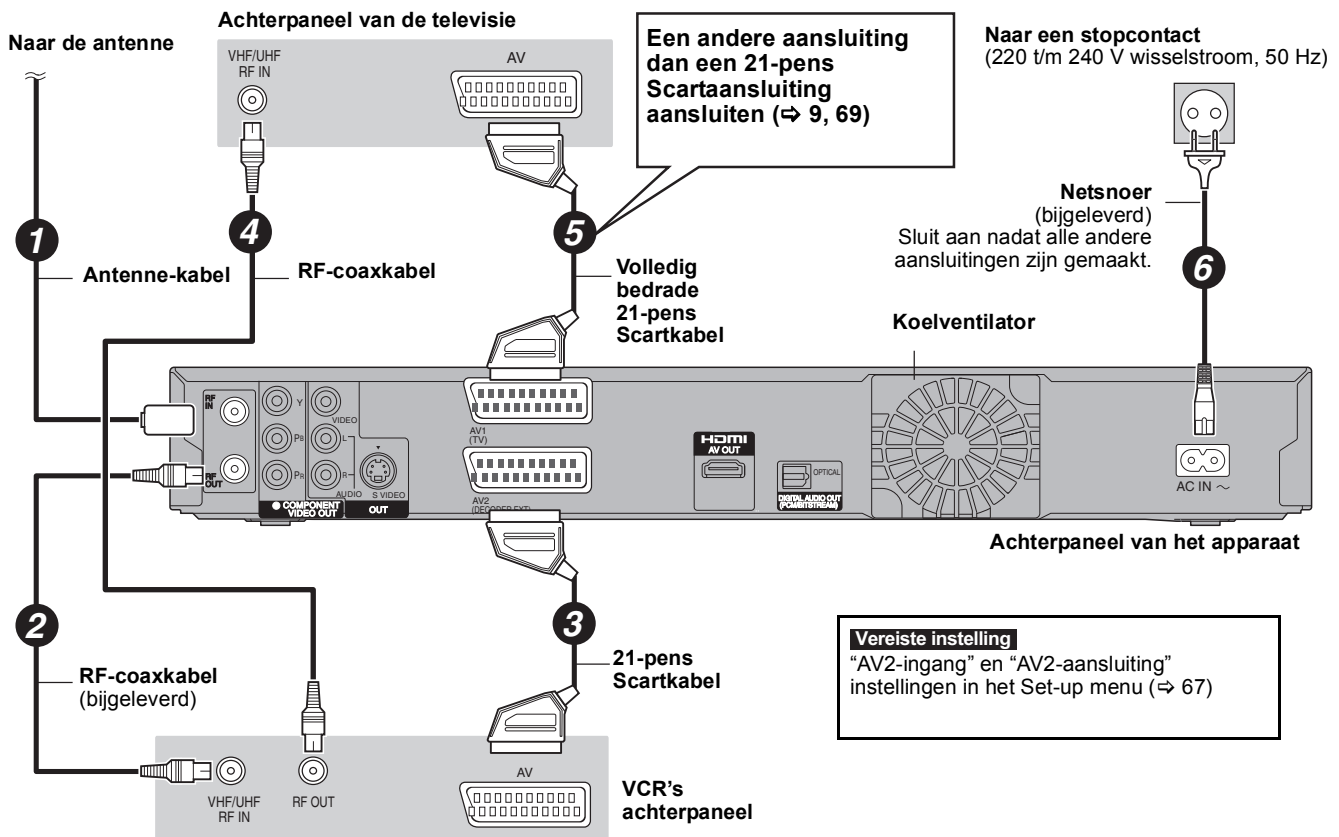 Achterpaneel van de televisie
Naar de antenne
VHF/UHF
RF IN
AV
Een andere aansluiting
dan een 21-pens
Scartaansluiting
aansluiten (⇨ 9, 69)
Naar een stopcontact
(220 t/m 240 V wisselstroom, 50 Hz)
Netsnoer
(bijgeleverd)
Sluit aan nadat alle andere
aansluitingen zijn gemaakt.
1
4
5
6
Antenne-kabel
RF-coaxkabel
Volledig
bedrade
21-pens
Scartkabel
Koelventilator
RF
IN
RF
OUT
Y
PB
PR
VIDEO
L
R
AUDIO
S VIDEO
COMPONENT
VIDEO OUT
OUT
AV1
(TV)
AV2
(DECODER EXT)
HDMI
AV OUT
OPTICAL
DIGITAL AUDIO OUT
(PCM/BITSTREAM)
AC IN ~
Achterpaneel van het apparaat
2
3
RF-coaxkabel
(bijgeleverd)
21-pens
Scartkabel
Vereiste instelling
“AV2-ingang” en “AV2-aansluiting”
instellingen in het Set-up menu (⇨ 67)
VHF/UHF
RF IN
RF OUT
AV
VCR's
achterpaneel